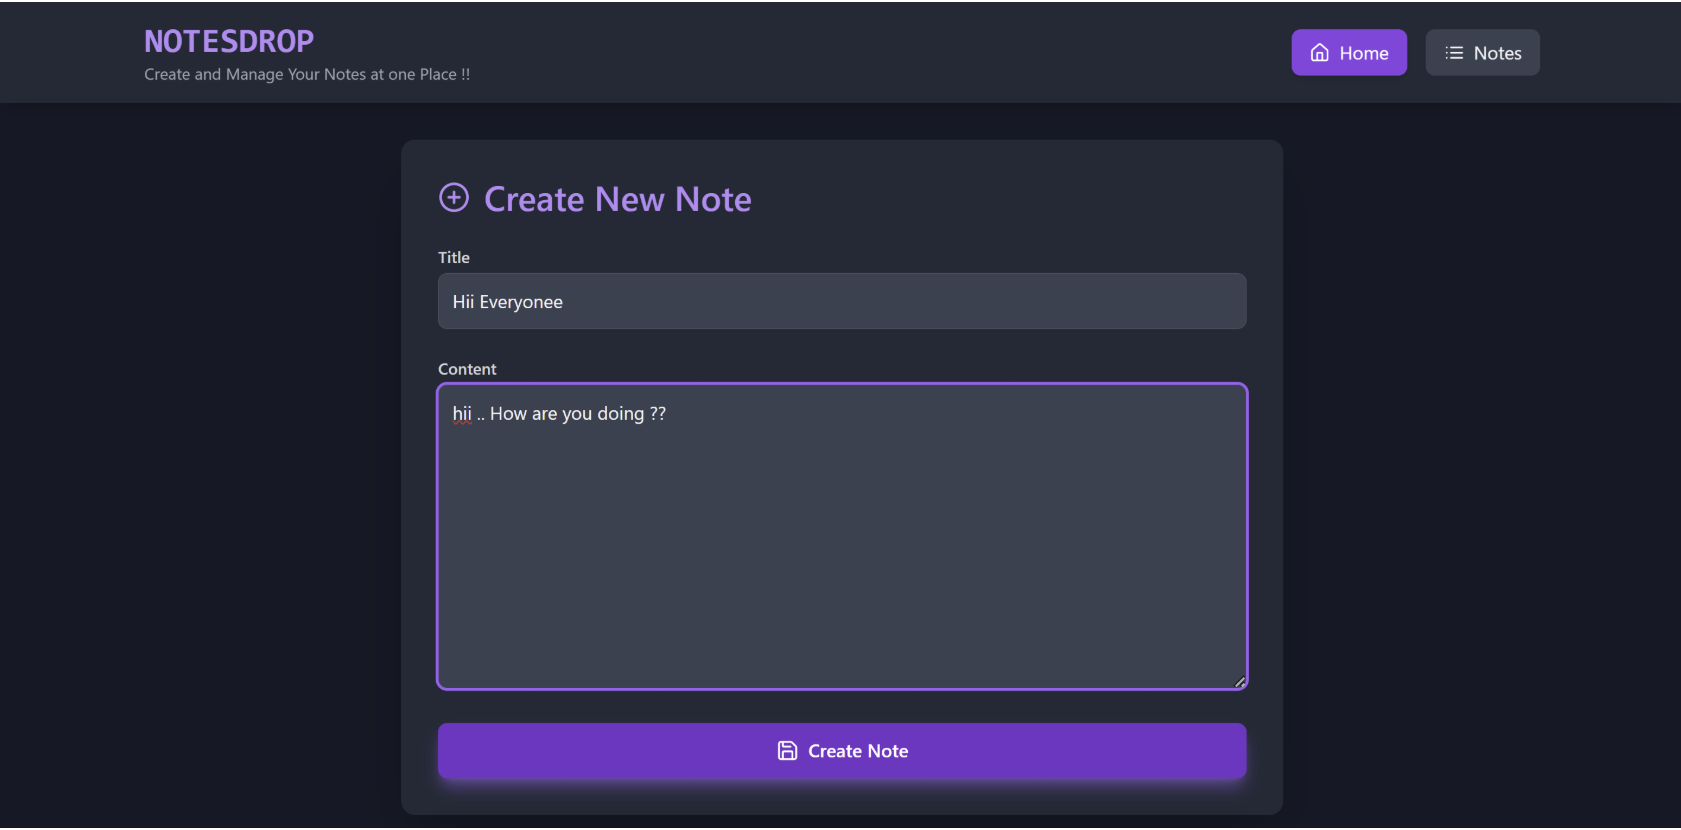 NOTESDROP
Create and Manage Your Notes at one Place !!
Home
Notes
Create New Note
Title
Hii Everyonee
Content
hii .. How are you doing ??
Create Note